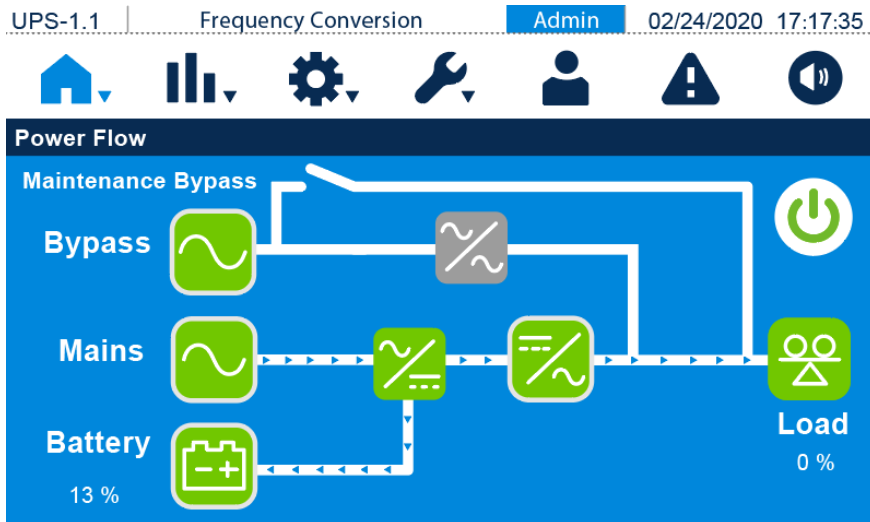 UPS-1.1 Frequency Conversion Admin 02/24/2020 17:17:35
Power Flow
Maintenance Bypass
Bypass
Mains
Battery
13 %
Load
0 %